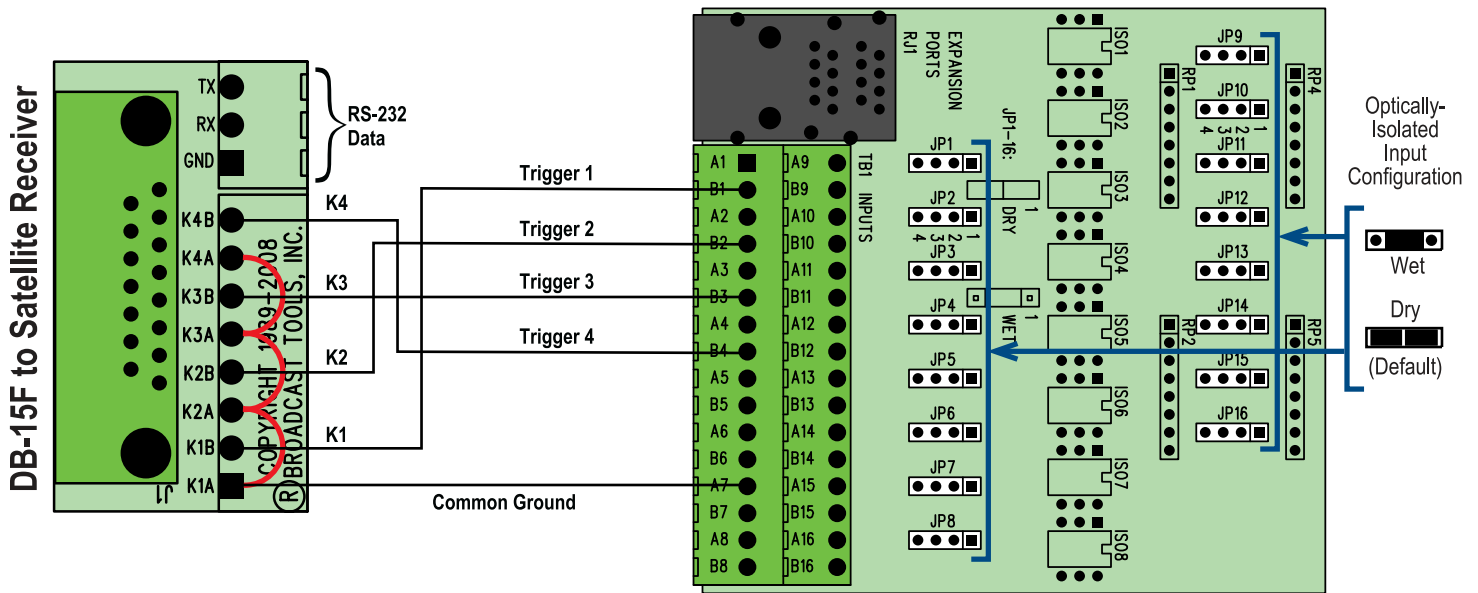 DB-15F to Satellite Receiver
TX
RX
GND
RS-232
Data
K4B
K4A
K3B
K3A
K2B
K2A
K1B
K1A
J1
COPYRIGHT 1989-2008
® BROADCAST TOOLS, INC.
K4
K3
K2
K1
Trigger 1
Trigger 2
Trigger 3
Trigger 4
Common Ground
EXPANSION
PORTS
RJ1
A1
B1
A2
B2
A3
B3
A4
B4
A5
B5
A6
B6
A7
B7
A8
B8
A9
B9
A10
B10
A11
B11
A12
B12
A13
B13
A14
B14
A15
B15
A16
B16
TB1 INPUTS
JP1
JP2
4 3 2 1
JP3
JP4
JP5
JP6
JP7
JP8
JP1-16:
1
DRY
1
WET
ISO1
ISO2
ISO3
ISO4
ISO5
ISO6
ISO7
ISO8
RP1
RP2
JP9
JP10
4 3 2 1
JP11
JP12
JP13
JP14
JP15
JP16
RP4
RP5
Optically-
Isolated
Input
Configuration
Wet
Dry
(Default)